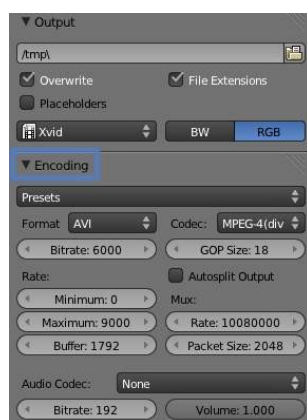 ▼ Output
/tmp\
Overwrite File Extensions
Placeholders
Xvid BW RGB
▼ Encoding
Presets
Format AVI Codec: MPEG-4(div
Bitrate: 6000 GOP Size: 18
Rate: Autosplit Output
Minimum: 0 Mux:
Maximum: 9000 Rate: 10080000
Buffer: 1792 Packet Size: 2048
Audio Codec: None
Bitrate: 192 Volume: 1.000